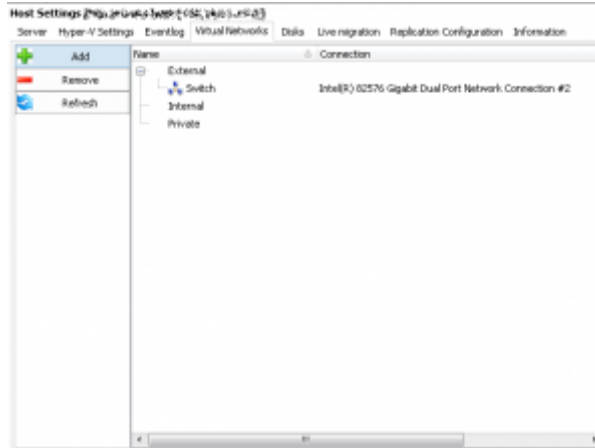 Host Settings
Server Hyper-V Settings Eventlog Virtual Networks Disks Live migration Replication Configuration Information
Add
Remove
Refresh
Name Connection
External
Switch Intel(R) 82576 Gigabit Dual Port Network Connection #2
Internal
Private